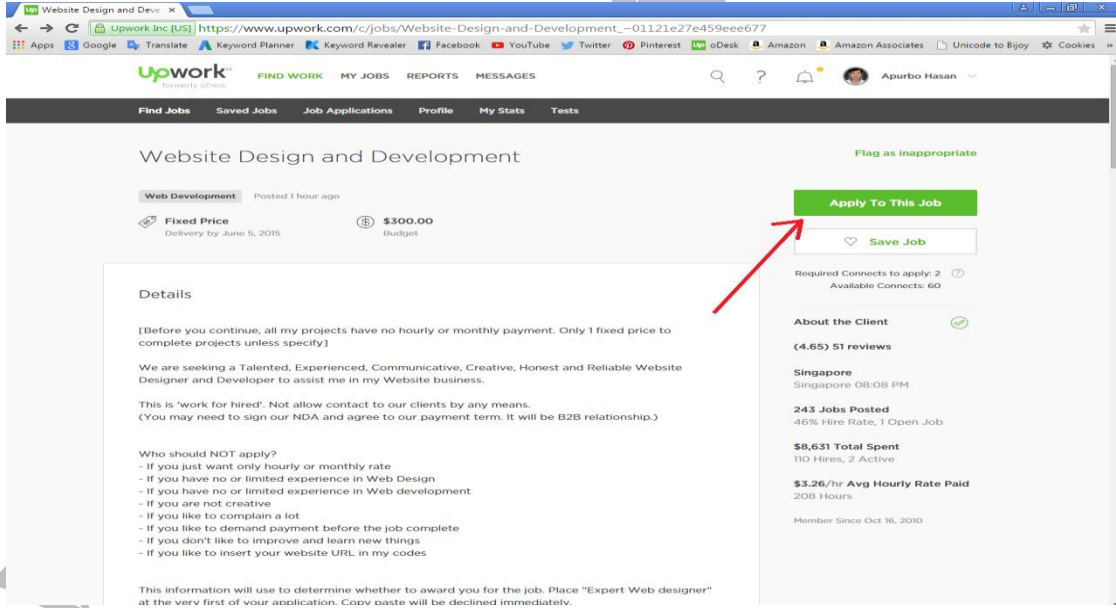 Website Design and Deve
Upwork Inc [US] https://www.upwork.com/c/jobs/Website-Design-and-Development_~01121e27e459eee677
Apps Google Translate Keyword Planner Keyword Revealer Facebook YouTube Twitter Pinterest oDesk Amazon Amazon Associates Unicode to Bijoy Cookies »
Upwork™ FIND WORK MY JOBS REPORTS MESSAGES ? Apurbo Hasan
formerly oDesk
Find Jobs Saved Jobs Job Applications Profile My Stats Tests
Website Design and Development
Flag as inappropriate
Web Development Posted 1 hour ago
Apply To This Job
Fixed Price
Delivery by June 5, 2015
$300.00
Budget
Save Job
Required Connects to apply: 2 ?
Available Connects: 60
Details
[Before you continue, all my projects have no hourly or monthly payment. Only 1 fixed price to
complete projects unless specify]
We are seeking a Talented, Experienced, Communicative, Creative, Honest and Reliable Website
Designer and Developer to assist me in my Website business.
This is 'work for hired'. Not allow contact to our clients by any means.
(You may need to sign our NDA and agree to our payment term. It will be B2B relationship.)
Who should NOT apply?
- If you just want only hourly or monthly rate
- If you have no or limited experience in Web Design
- If you have no or limited experience in Web development
- If you are not creative
- If you like to complain a lot
- If you like to demand payment before the job complete
- If you don't like to improve and learn new things
- If you like to insert your website URL in my codes
This information will use to determine whether to award you for the job. Place "Expert Web designer"
at the very first of your application. Copy paste will be declined immediately.
About the Client
(4.65) 51 reviews
Singapore
Singapore 08:08 PM
243 Jobs Posted
46% Hire Rate, 1 Open Job
$8,631 Total Spent
110 Hires, 2 Active
$3.26/hr Avg Hourly Rate Paid
208 Hours
Member Since Oct 16, 2010